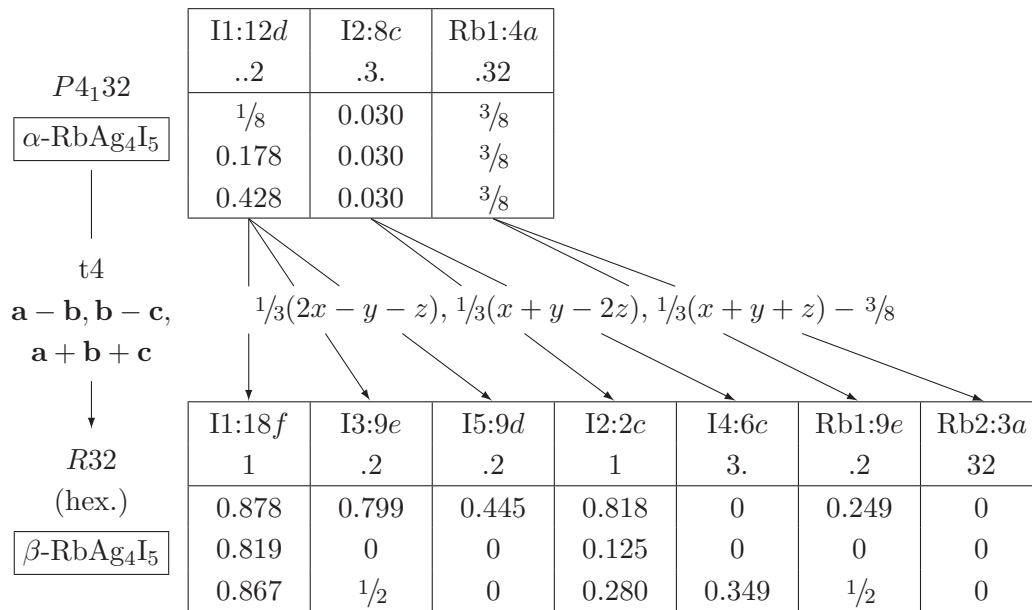 I1:12d I2:8c Rb1:4a
..2 .3. .32
P4₁32
1/8 0.030 3/8
α-RbAg₄I₅
0.178 0.030 3/8
0.428 0.030 3/8
t4
a − b, b − c,
a + b + c
1/3(2x − y − z), 1/3(x + y − 2z), 1/3(x + y + z) − 3/8
I1:18f I3:9e I5:9d I2:2c I4:6c Rb1:9e Rb2:3a
R32
1 .2 .2 1 3. .2 32
(hex.)
0.878 0.799 0.445 0.818 0 0.249 0
β-RbAg₄I₅
0.819 0 0 0.125 0 0 0
0.867 1/2 0 0.280 0.349 1/2 0